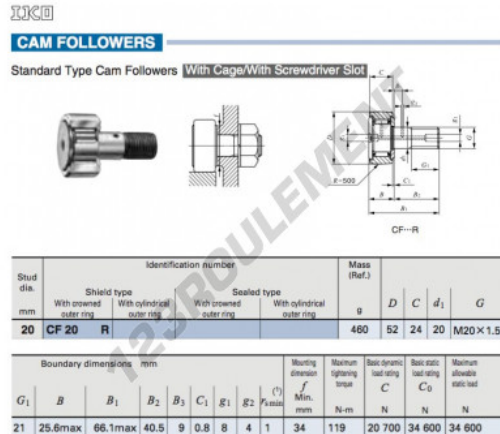 IKO
CAM FOLLOWERS
Standard Type Cam Followers With Cage/With Screwdriver Slot
R=500
CF···R
123ROULEMENT
Stud dia. mm Identification number Mass (Ref.) g D C d1 G
Shield type Sealed type
With crowned outer ring With cylindrical outer ring With crowned outer ring With cylindrical outer ring
20 CF 20 R 460 52 24 20 M20×1.5
Boundary dimensions mm Mounting dimension f Min. mm Maximum tightening torque N-m Basic dynamic load rating C N Basic static load rating C0 N Maximum allowable static load N
G1 B B1 B2 B3 C1 g1 g2 rs min (1)
21 25.6max 66.1max 40.5 9 0.8 8 4 1 34 119 20 700 34 600 34 600